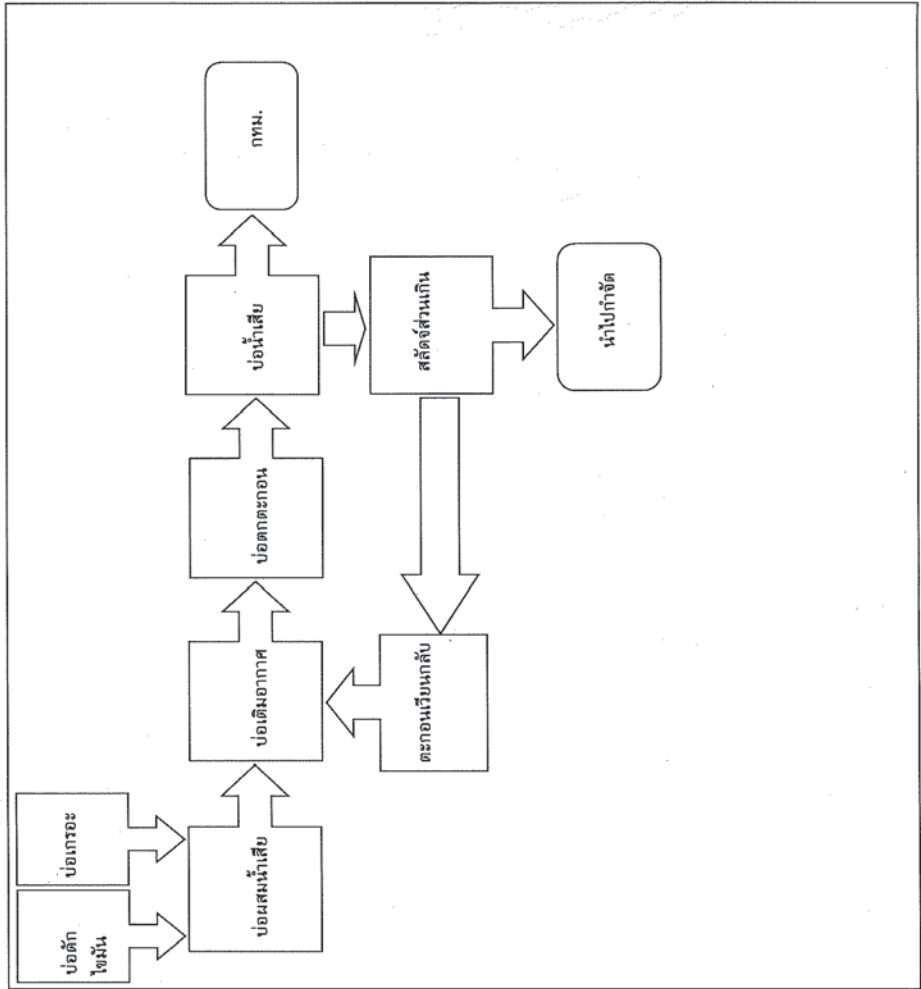 บ่อดัก
ไขมัน
บ่อเกรอะ
บ่อผสมน้ำเสีย
บ่อเติมอากาศ
บ่อตกตะกอน
บ่อน้ำเสีย
กทม.
ตะกอนเวียนกลับ
สลัดจ์ส่วนเกิน
นำไปกำจัด